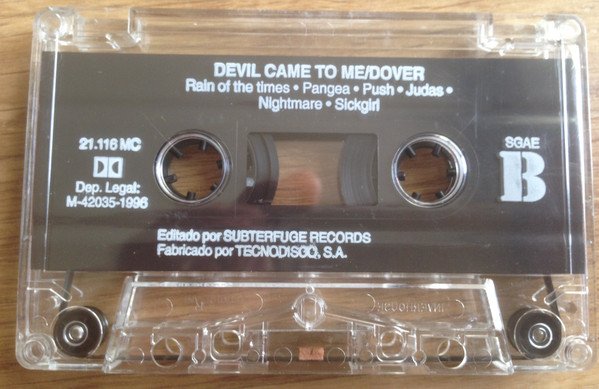 DEVIL CAME TO ME/DOVER
Rain of the times • Pangea • Push • Judas •
Nightmare • Sickgirl
21.116 MC
Dep. Legal:
M-42035-1996
SGAE
B
Editado por SUBTERFUGE RECORDS
Fabricado por TECNODISCO, S.A.